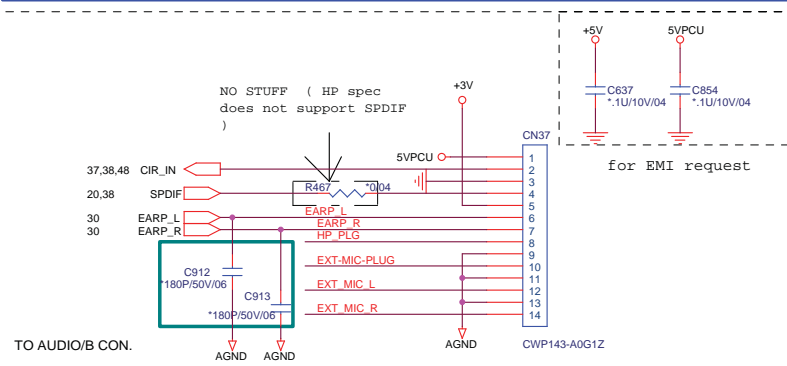 +5V
5VPCU
C637
*.1U/10V/04
C854
*.1U/10V/04
for EMI request
NO STUFF ( HP spec
does not support SPDIF
)
+3V
CN37
5VPCU
37,38,48 CIR_IN
20,38 SPDIF
R467 *0/04
30 EARP_L
30 EARP_R
EARP_L
EARP_R
HP_PLG
EXT-MIC-PLUG
EXT_MIC_L
EXT_MIC_R
1
2
3
4
5
6
7
8
9
10
11
12
13
14
C912
*180P/50V/06
C913
*180P/50V/06
TO AUDIO/B CON.
AGND
AGND
AGND
CWP143-A0G1Z